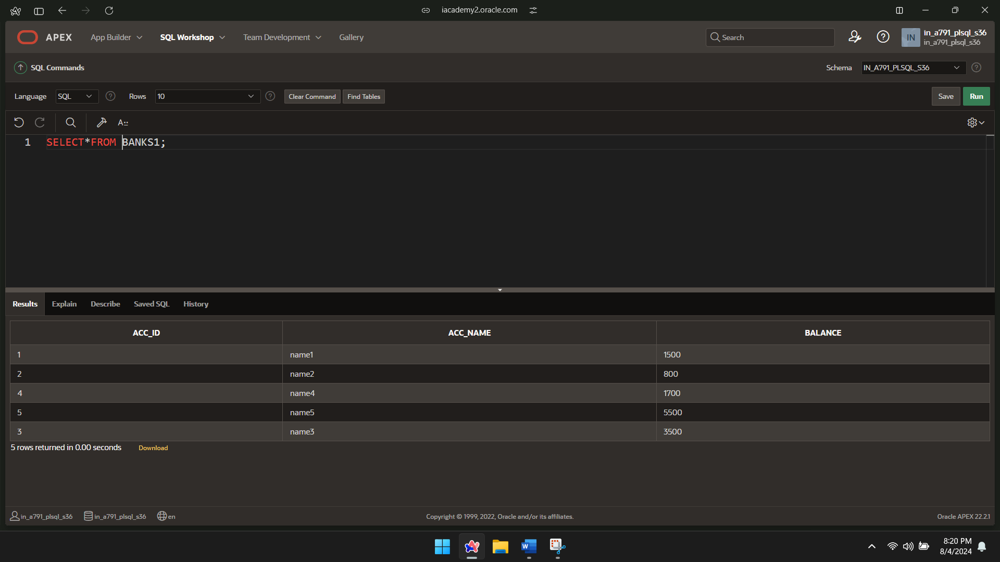 iacademy2.oracle.com
APEX App Builder SQL Workshop Team Development Gallery Search IN in_a791_plsql_s36
in_a791_plsql_s36
SQL Commands Schema IN_A791_PLSQL_S36
Language SQL Rows 10 Clear Command Find Tables Save Run
A::
1 SELECT*FROM BANKS1;
Results Explain Describe Saved SQL History
ACC_ID ACC_NAME BALANCE
1 name1 1500
2 name2 800
4 name4 1700
5 name5 5500
3 name3 3500
5 rows returned in 0.00 seconds Download
in_a791_plsql_s36 in_a791_plsql_s36 en Copyright © 1999, 2022, Oracle and/or its affiliates. Oracle APEX 22.2.1
W 8:20 PM
8/4/2024